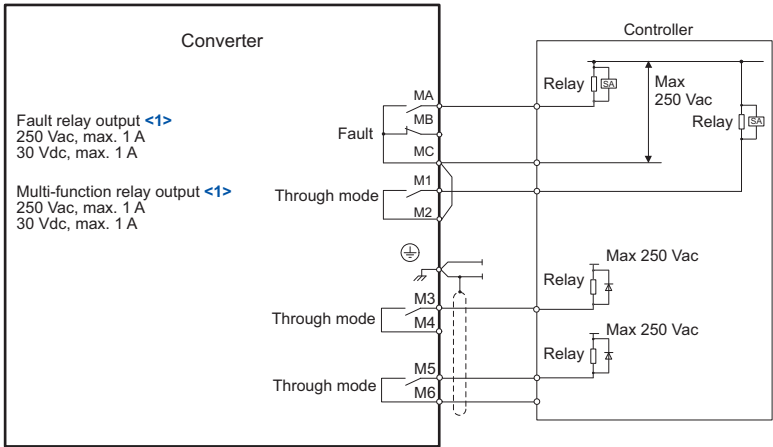 Converter
Controller
Fault relay output <1>
250 Vac, max. 1 A
30 Vdc, max. 1 A
Multi-function relay output <1>
250 Vac, max. 1 A
30 Vdc, max. 1 A
Fault
MA
MB
MC
Through mode
M1
M2
Through mode
M3
M4
Through mode
M5
M6
Relay
SA
Max
250 Vac
Relay
SA
Max 250 Vac
Relay
Max 250 Vac
Relay